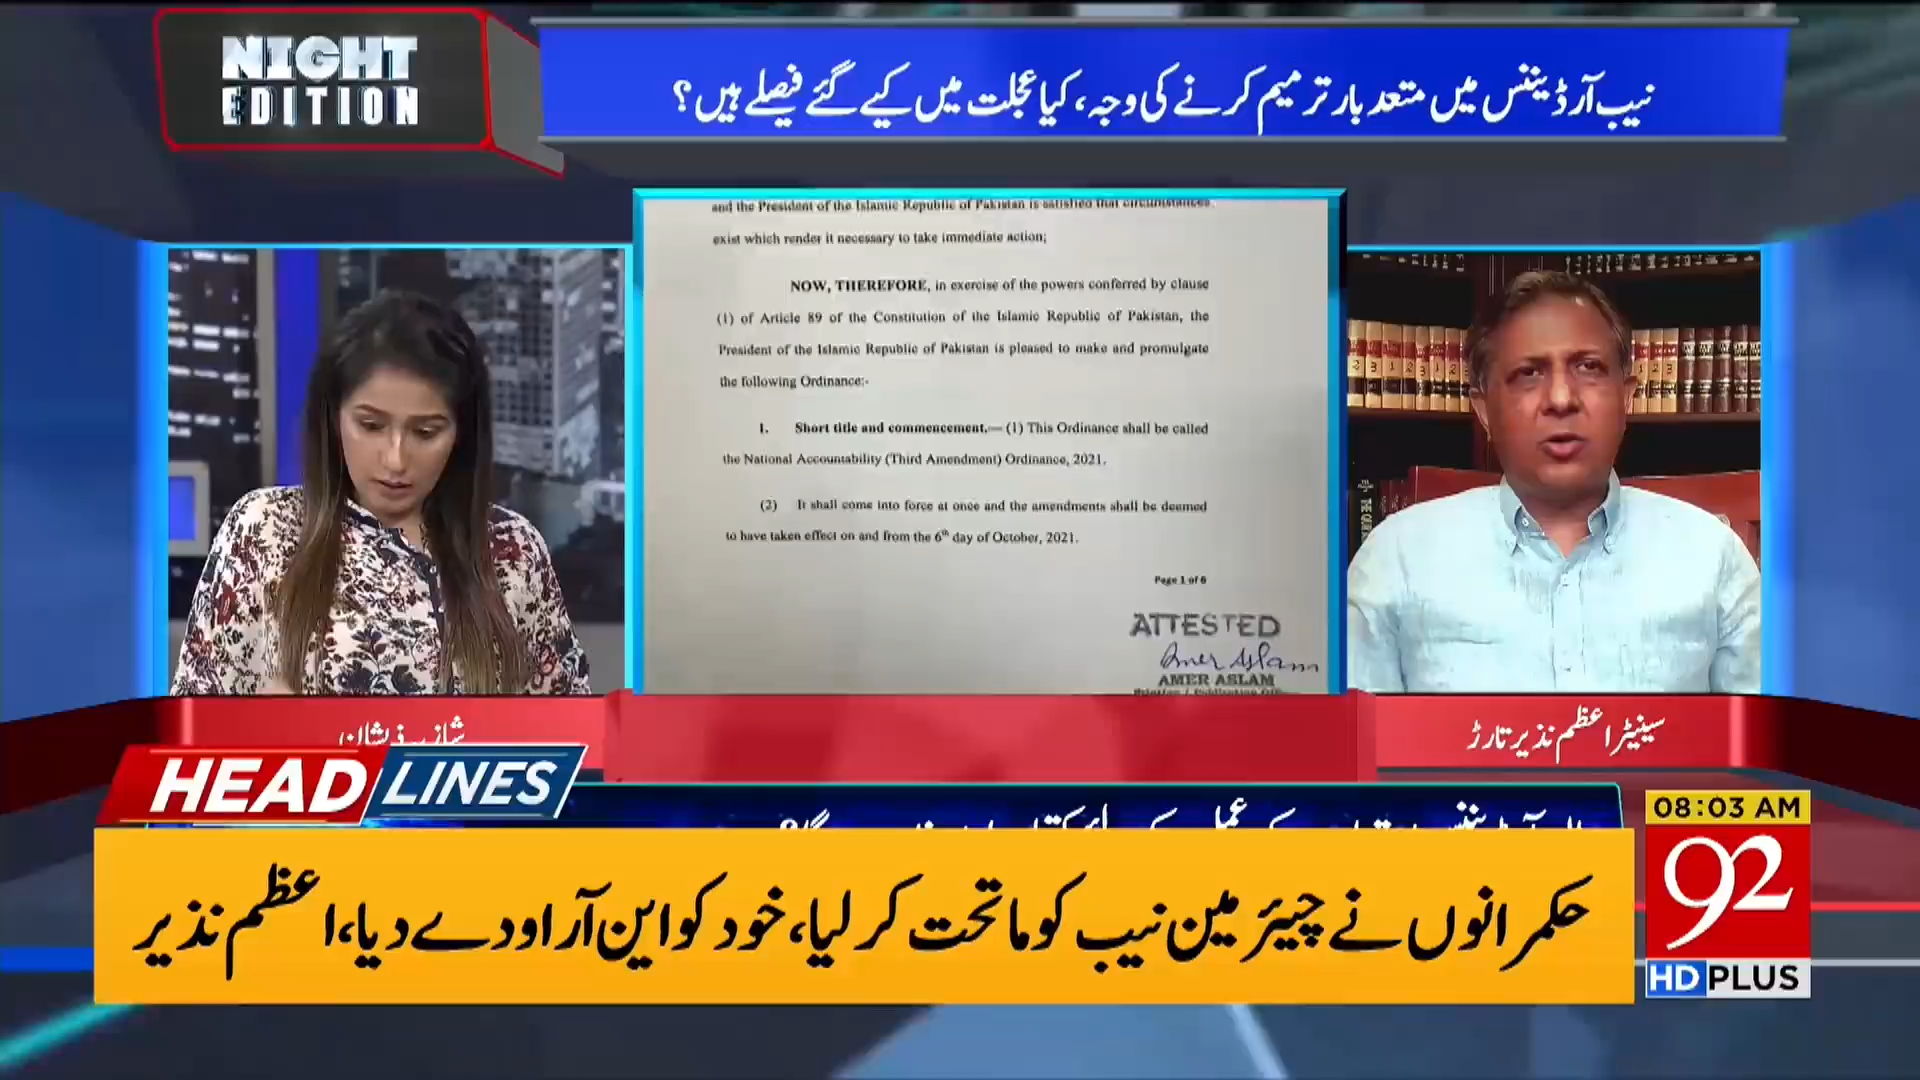 NIGHT
EDITION
نیب آرڈیننس میں متعدد بار ترمیم کرنے کی وجہ، کیا عجلت میں کیے گئے فیصلے ہیں؟
and the President of the Islamic Republic of Pakistan is satisfied that circumstances
exist which render it necessary to take immediate action;
NOW, THEREFORE, in exercise of the powers conferred by clause
(1) of Article 89 of the Constitution of the Islamic Republic of Pakistan, the
President of the Islamic Republic of Pakistan is pleased to make and promulgate
the following Ordinance:-
1. Short title and commencement.— (1) This Ordinance shall be called
the National Accountability (Third Amendment) Ordinance, 2021.
(2) It shall come into force at once and the amendments shall be deemed
to have taken effect on and from the 6th day of October, 2021.
Page 1 of 6
ATTESTED
Amer Aslam
AMER ASLAM
سینیٹر اعظم نذیر تارڑ
HEADLINES
حکمرانوں نے چیئرمین نیب کو ماتحت کر لیا، خود کو این آر او دے دیا، اعظم نذیر
08:03 AM
92
HD PLUS